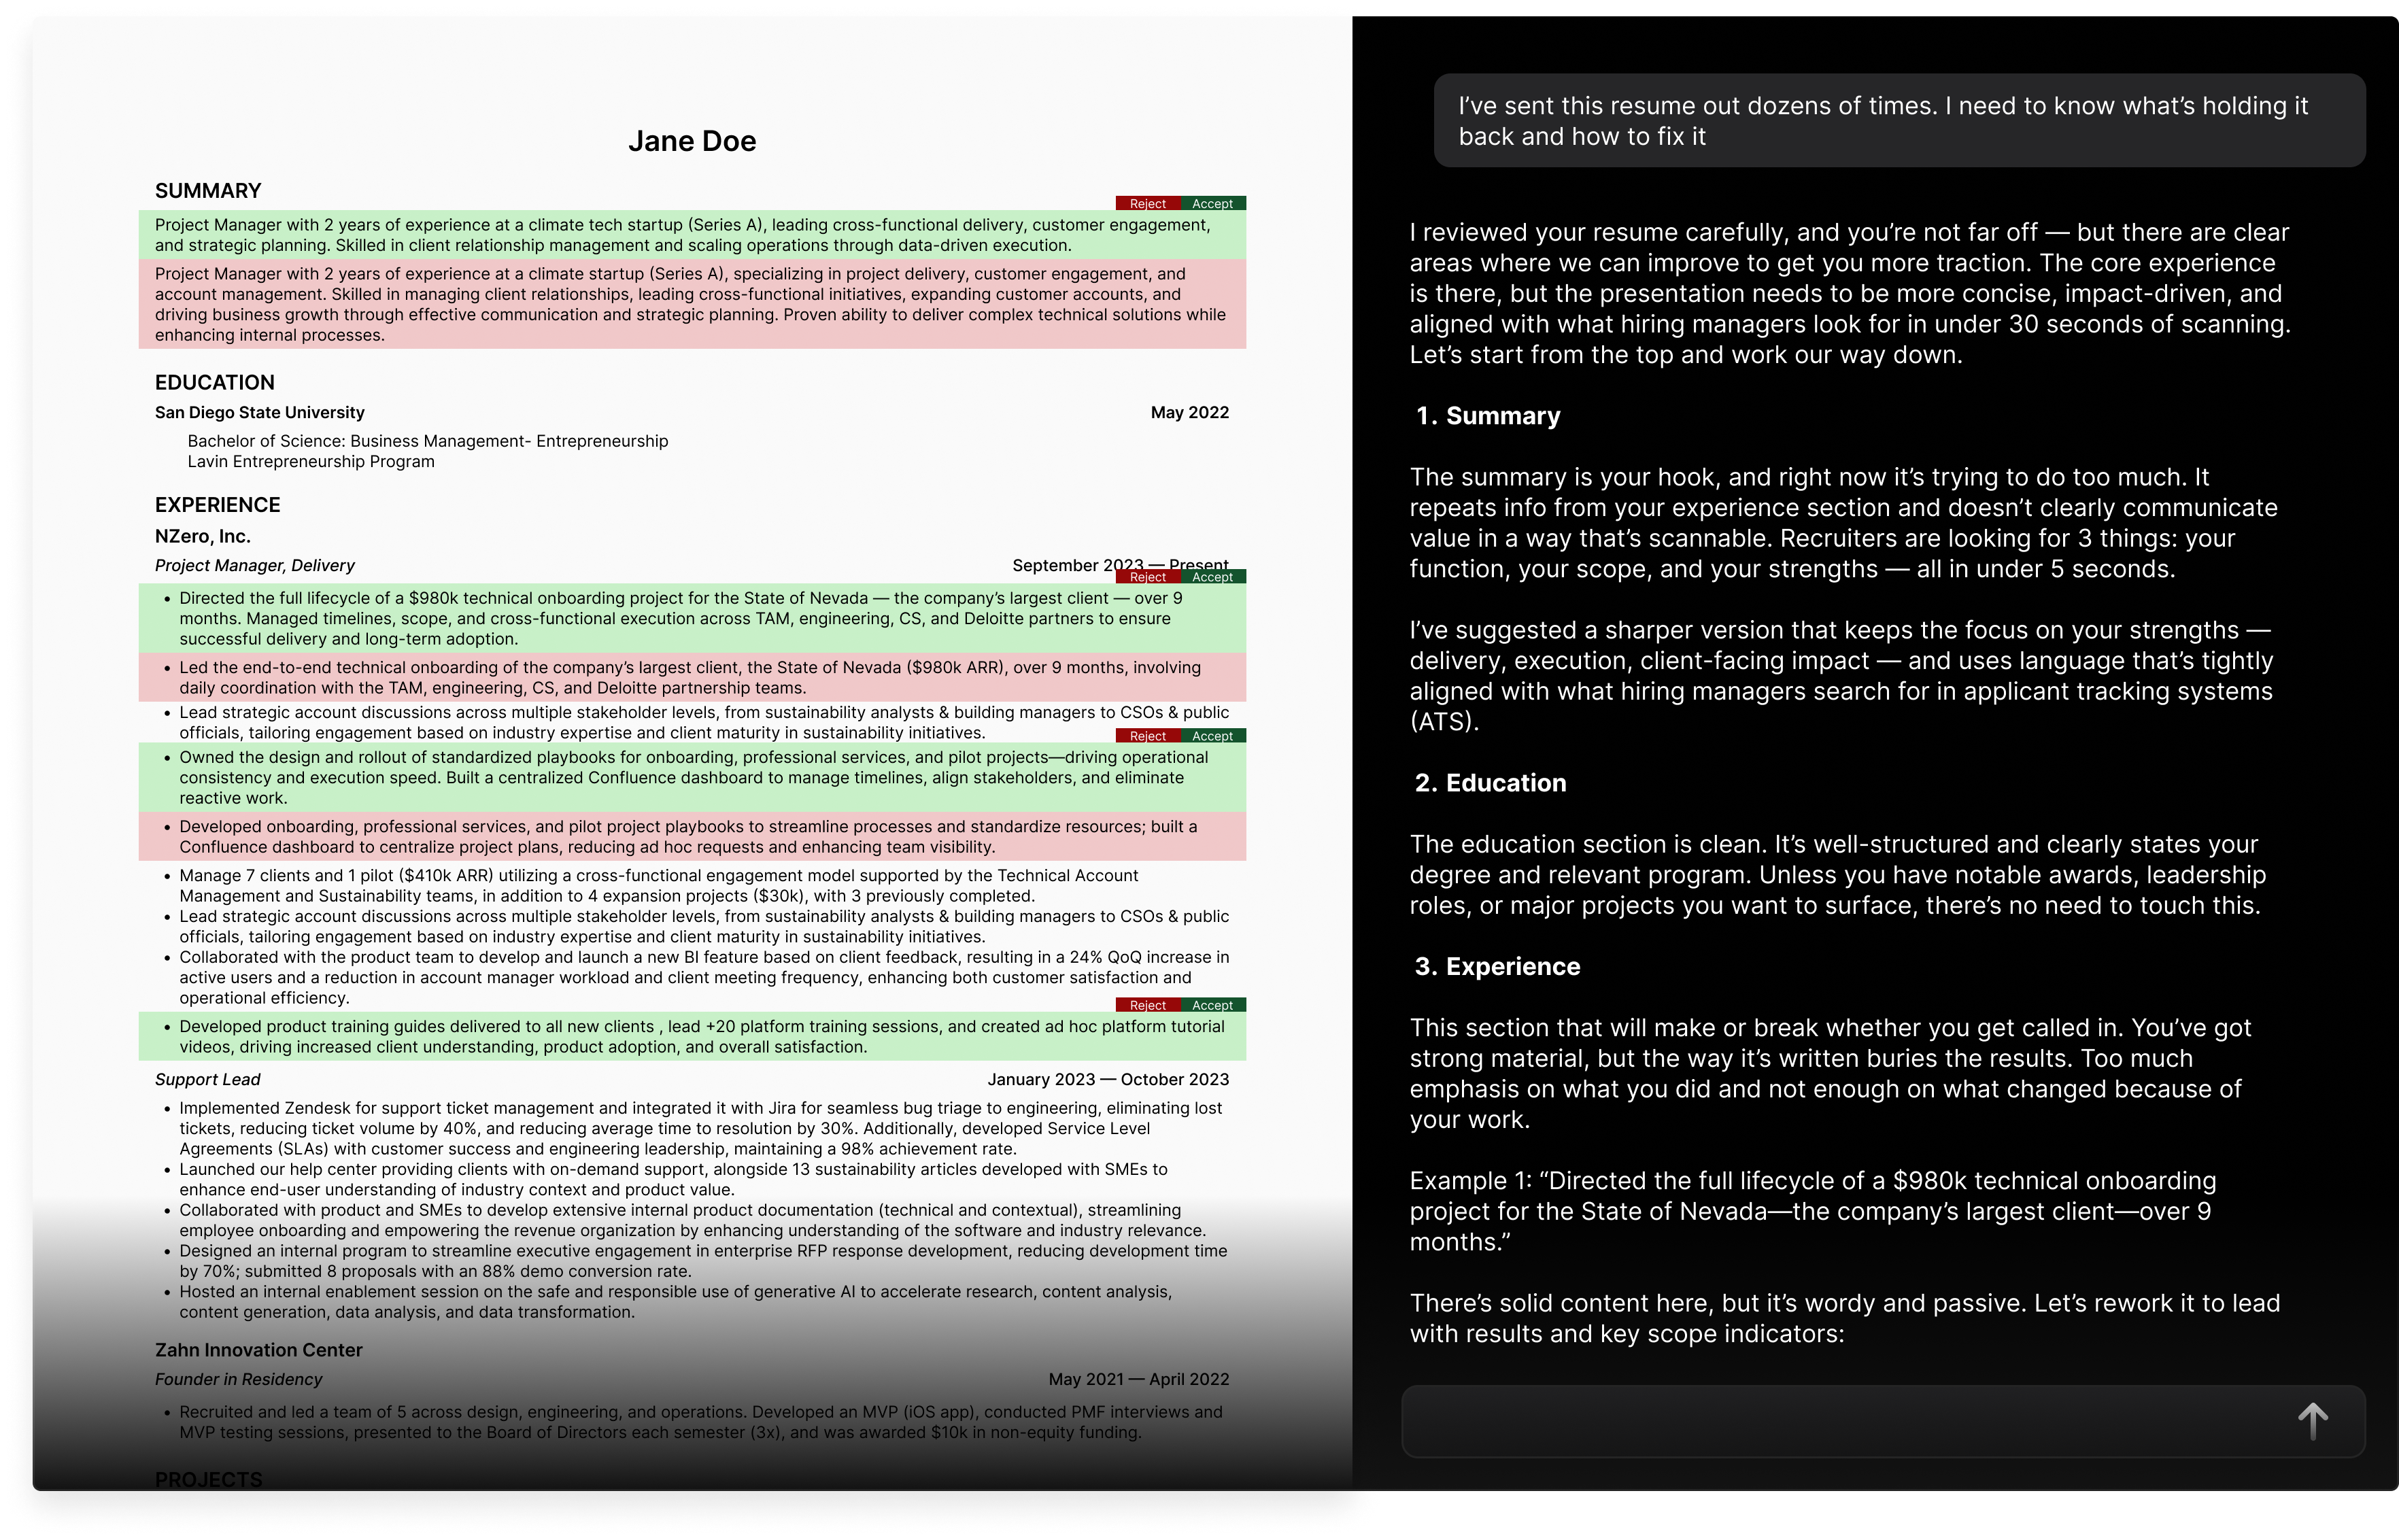 Jane Doe
SUMMARY
Reject Accept
Project Manager with 2 years of experience at a climate tech startup (Series A), leading cross-functional delivery, customer engagement,
and strategic planning. Skilled in client relationship management and scaling operations through data-driven execution.
Project Manager with 2 years of experience at a climate startup (Series A), specializing in project delivery, customer engagement, and
account management. Skilled in managing client relationships, leading cross-functional initiatives, expanding customer accounts, and
driving business growth through effective communication and strategic planning. Proven ability to deliver complex technical solutions while
enhancing internal processes.
EDUCATION
San Diego State University May 2022
Bachelor of Science: Business Management- Entrepreneurship
Lavin Entrepreneurship Program
EXPERIENCE
NZero, Inc.
Project Manager, Delivery September 2023 — Present
Reject Accept
• Directed the full lifecycle of a $980k technical onboarding project for the State of Nevada — the company’s largest client — over 9
months. Managed timelines, scope, and cross-functional execution across TAM, engineering, CS, and Deloitte partners to ensure
successful delivery and long-term adoption.
• Led the end-to-end technical onboarding of the company’s largest client, the State of Nevada ($980k ARR), over 9 months, involving
daily coordination with the TAM, engineering, CS, and Deloitte partnership teams.
• Lead strategic account discussions across multiple stakeholder levels, from sustainability analysts & building managers to CSOs & public
officials, tailoring engagement based on industry expertise and client maturity in sustainability initiatives.
Reject Accept
• Owned the design and rollout of standardized playbooks for onboarding, professional services, and pilot projects—driving operational
consistency and execution speed. Built a centralized Confluence dashboard to manage timelines, align stakeholders, and eliminate
reactive work.
• Developed onboarding, professional services, and pilot project playbooks to streamline processes and standardize resources; built a
Confluence dashboard to centralize project plans, reducing ad hoc requests and enhancing team visibility.
• Manage 7 clients and 1 pilot ($410k ARR) utilizing a cross-functional engagement model supported by the Technical Account
Management and Sustainability teams, in addition to 4 expansion projects ($30k), with 3 previously completed.
• Lead strategic account discussions across multiple stakeholder levels, from sustainability analysts & building managers to CSOs & public
officials, tailoring engagement based on industry expertise and client maturity in sustainability initiatives.
• Collaborated with the product team to develop and launch a new BI feature based on client feedback, resulting in a 24% QoQ increase in
active users and a reduction in account manager workload and client meeting frequency, enhancing both customer satisfaction and
operational efficiency.
Reject Accept
• Developed product training guides delivered to all new clients , lead +20 platform training sessions, and created ad hoc platform tutorial
videos, driving increased client understanding, product adoption, and overall satisfaction.
Support Lead January 2023 — October 2023
• Implemented Zendesk for support ticket management and integrated it with Jira for seamless bug triage to engineering, eliminating lost
tickets, reducing ticket volume by 40%, and reducing average time to resolution by 30%. Additionally, developed Service Level
Agreements (SLAs) with customer success and engineering leadership, maintaining a 98% achievement rate.
• Launched our help center providing clients with on-demand support, alongside 13 sustainability articles developed with SMEs to
enhance end-user understanding of industry context and product value.
• Collaborated with product and SMEs to develop extensive internal product documentation (technical and contextual), streamlining
employee onboarding and empowering the revenue organization by enhancing understanding of the software and industry relevance.
• Designed an internal program to streamline executive engagement in enterprise RFP response development, reducing development time
by 70%; submitted 8 proposals with an 88% demo conversion rate.
• Hosted an internal enablement session on the safe and responsible use of generative AI to accelerate research, content analysis,
content generation, data analysis, and data transformation.
Zahn Innovation Center
Founder in Residency May 2021 — April 2022
• Recruited and led a team of 5 across design, engineering, and operations. Developed an MVP (iOS app), conducted PMF interviews and
MVP testing sessions, presented to the Board of Directors each semester (3x), and was awarded $10k in non-equity funding.
PROJECTS
I’ve sent this resume out dozens of times. I need to know what’s holding it
back and how to fix it
I reviewed your resume carefully, and you’re not far off — but there are clear
areas where we can improve to get you more traction. The core experience
is there, but the presentation needs to be more concise, impact-driven, and
aligned with what hiring managers look for in under 30 seconds of scanning.
Let’s start from the top and work our way down.
1. Summary
The summary is your hook, and right now it’s trying to do too much. It
repeats info from your experience section and doesn’t clearly communicate
value in a way that’s scannable. Recruiters are looking for 3 things: your
function, your scope, and your strengths — all in under 5 seconds.
I’ve suggested a sharper version that keeps the focus on your strengths —
delivery, execution, client-facing impact — and uses language that’s tightly
aligned with what hiring managers search for in applicant tracking systems
(ATS).
2. Education
The education section is clean. It’s well-structured and clearly states your
degree and relevant program. Unless you have notable awards, leadership
roles, or major projects you want to surface, there’s no need to touch this.
3. Experience
This section that will make or break whether you get called in. You’ve got
strong material, but the way it’s written buries the results. Too much
emphasis on what you did and not enough on what changed because of
your work.
Example 1: “Directed the full lifecycle of a $980k technical onboarding
project for the State of Nevada—the company’s largest client—over 9
months.”
There’s solid content here, but it’s wordy and passive. Let’s rework it to lead
with results and key scope indicators: